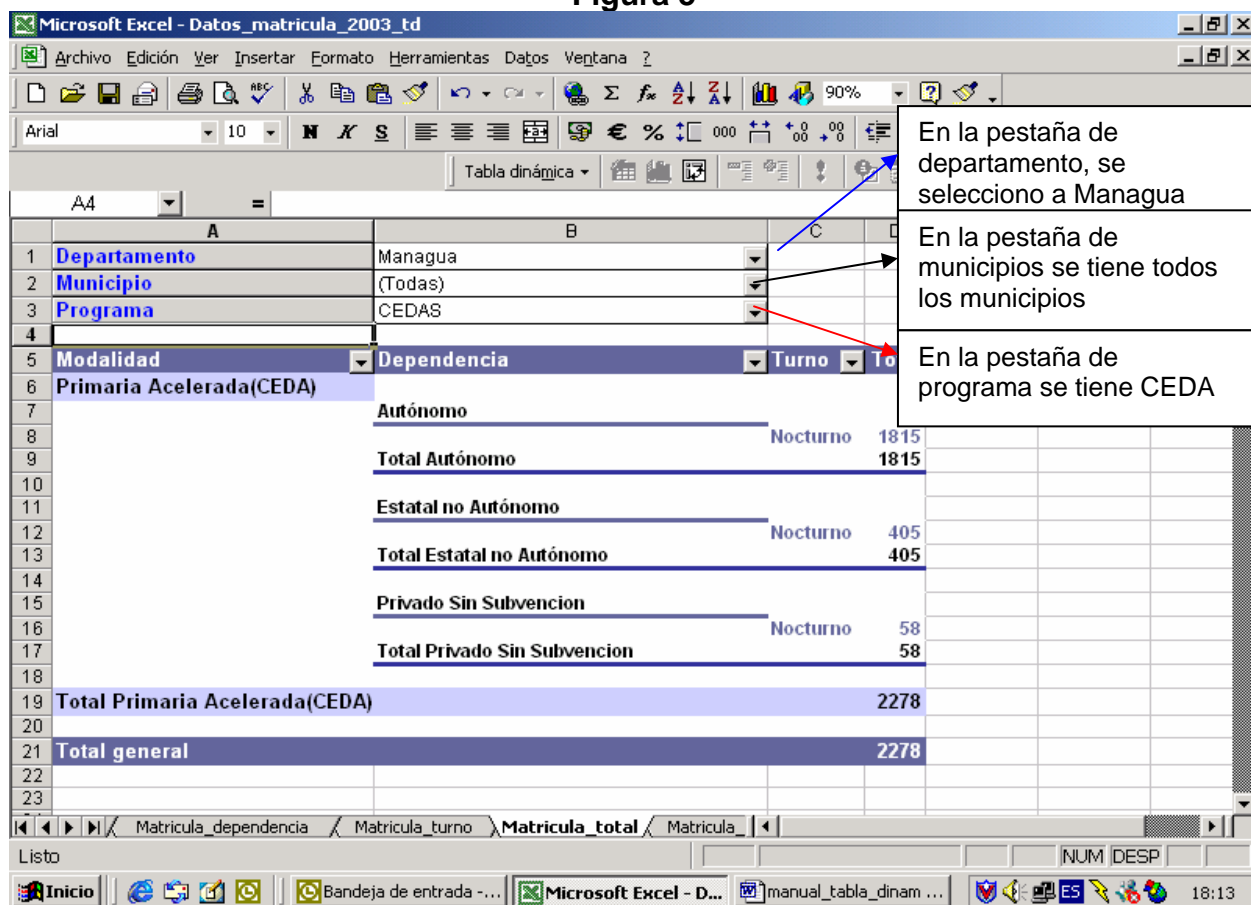 Microsoft Excel - Datos_matricula_2003_td
Archivo Edición Ver Insertar Formato Herramientas Datos Ventana ?
90%
Arial 10 N K S € % 000
Tabla dinámica
A4 =
En la pestaña de
departamento, se
selecciono a Managua
En la pestaña de
municipios se tiene todos
los municipios
En la pestaña de
programa se tiene CEDA
A B C
1 Departamento Managua
2 Municipio (Todas)
3 Programa CEDAS
4
5 Modalidad Dependencia Turno
6 Primaria Acelerada(CEDA)
7 Autónomo
8 Nocturno 1815
9 Total Autónomo 1815
10
11 Estatal no Autónomo
12 Nocturno 405
13 Total Estatal no Autónomo 405
14
15 Privado Sin Subvencion
16 Nocturno 58
17 Total Privado Sin Subvencion 58
18
19 Total Primaria Acelerada(CEDA) 2278
20
21 Total general 2278
22
23
Matricula_dependencia Matricula_turno Matricula_total Matricula_
Listo NUM DESP
Inicio Bandeja de entrada -... Microsoft Excel - D... manual_tabla_dinam ... ES 18:13